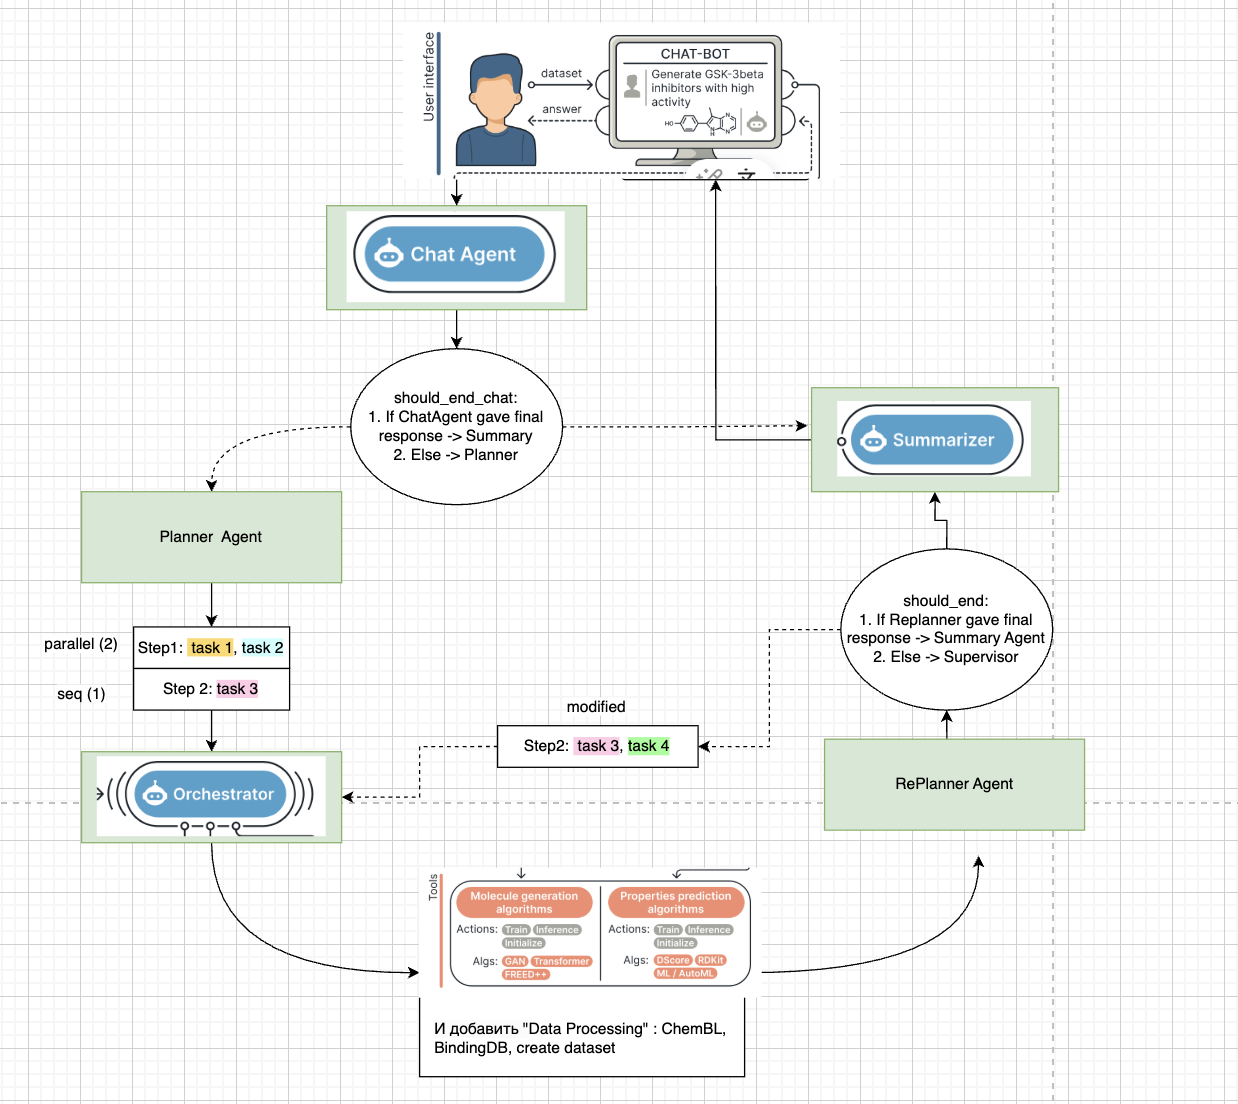 User interface
dataset
answer
CHAT-BOT
Generate GSK-3beta
inhibitors with high
activity
HO
N
N
N
H
Chat Agent
should_end_chat:
1. If ChatAgent gave final
response -> Summary
2. Else -> Planner
Summarizer
Planner Agent
should_end:
1. If Replanner gave final
response -> Summary Agent
2. Else -> Supervisor
parallel (2)
Step1: task 1, task 2
seq (1)
Step 2: task 3
modified
Step2: task 3, task 4
Orchestrator
RePlanner Agent
Tools
Molecule generation
algorithms
Actions: Train Inference
Initialize
Algs: GAN Transformer
FREED++
Properties prediction
algorithms
Actions: Train Inference
Initialize
Algs: DScore RDKit
ML / AutoML
И добавить "Data Processing" : ChemBL,
BindingDB, create dataset